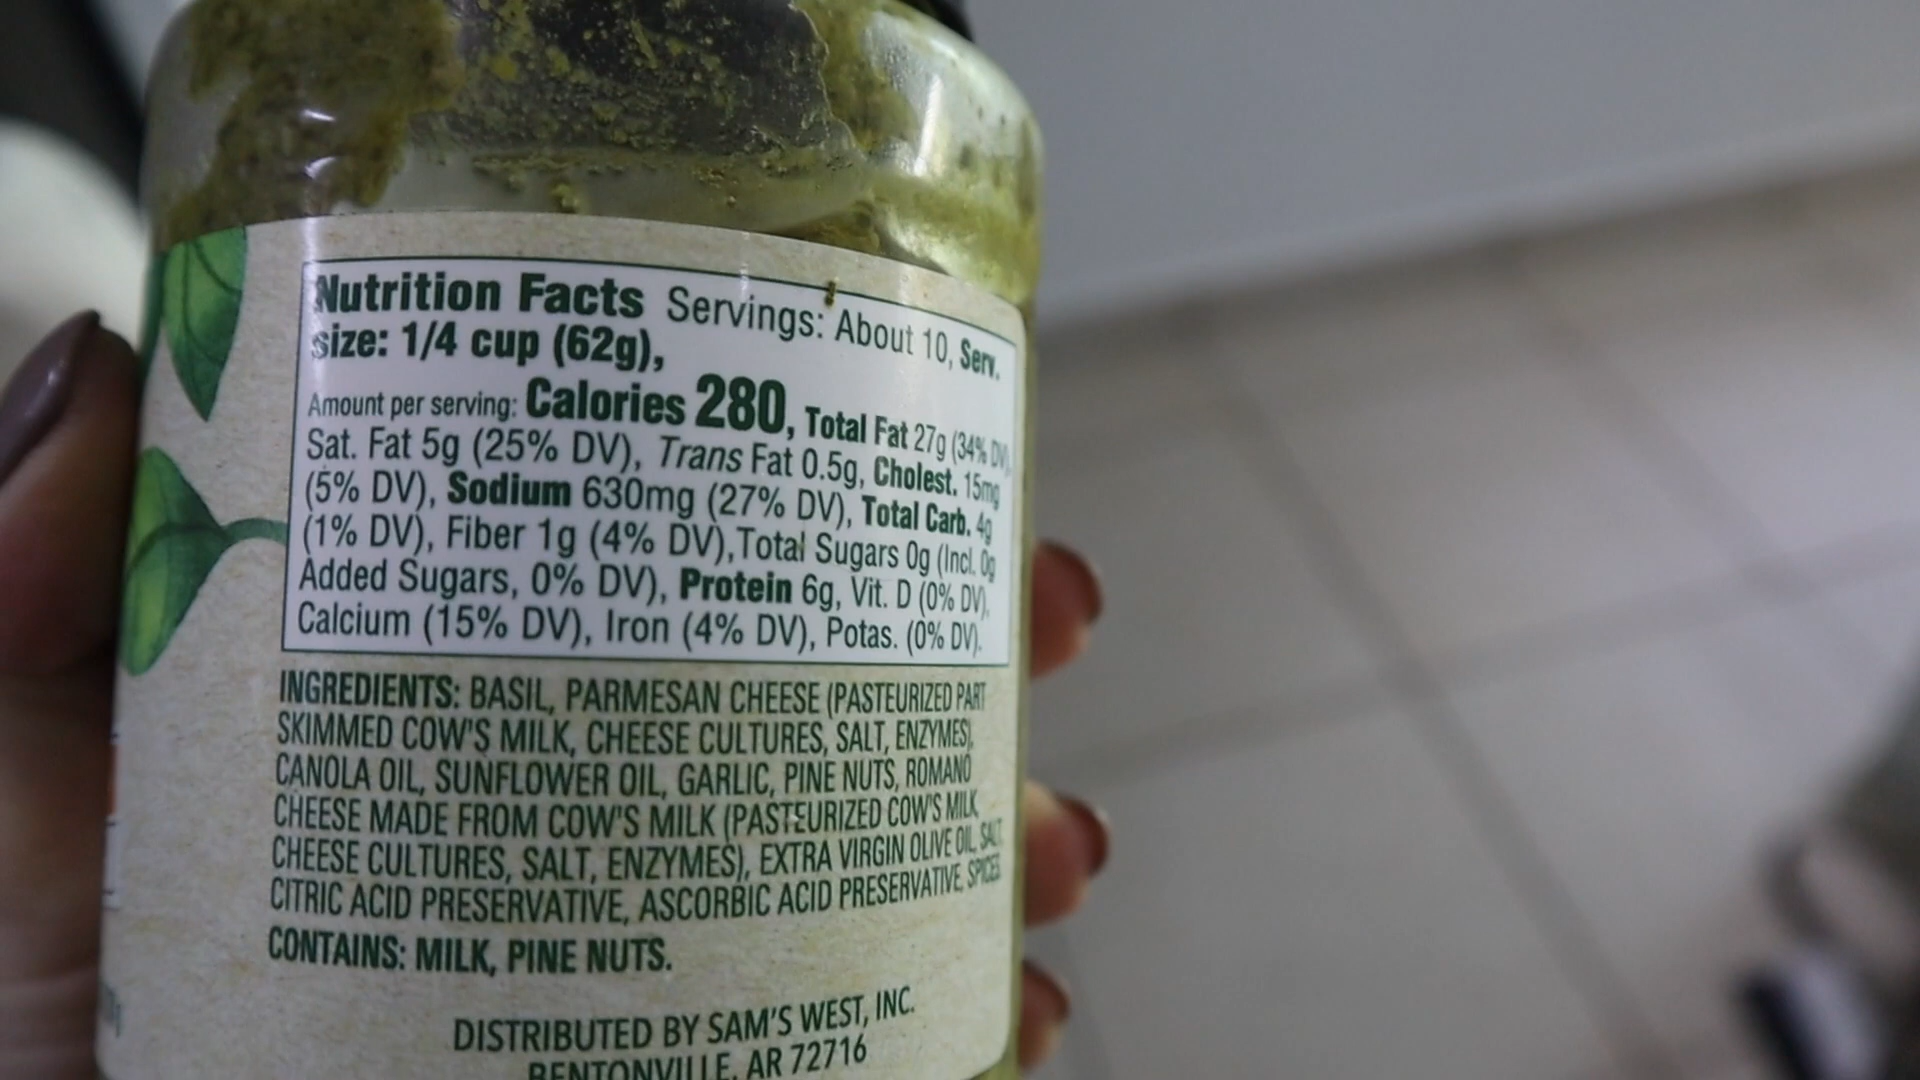 Nutrition Facts Servings: About 10, Serv.
size: 1/4 cup (62g),
Amount per serving: Calories 280, Total Fat 27g (34% DV),
Sat. Fat 5g (25% DV), Trans Fat 0.5g, Cholest. 15mg
(5% DV), Sodium 630mg (27% DV), Total Carb. 4g
(1% DV), Fiber 1g (4% DV), Total Sugars 0g (Incl. 0g
Added Sugars, 0% DV), Protein 6g, Vit. D (0% DV),
Calcium (15% DV), Iron (4% DV), Potas. (0% DV).
INGREDIENTS: BASIL, PARMESAN CHEESE (PASTEURIZED PART
SKIMMED COW'S MILK, CHEESE CULTURES, SALT, ENZYMES),
CANOLA OIL, SUNFLOWER OIL, GARLIC, PINE NUTS, ROMANO
CHEESE MADE FROM COW'S MILK (PASTEURIZED COW'S MILK,
CHEESE CULTURES, SALT, ENZYMES), EXTRA VIRGIN OLIVE OIL, SALT,
CITRIC ACID PRESERVATIVE, ASCORBIC ACID PRESERVATIVE, SPICES.
CONTAINS: MILK, PINE NUTS.
DISTRIBUTED BY SAM'S WEST, INC.
BENTONVILLE, AR 72716